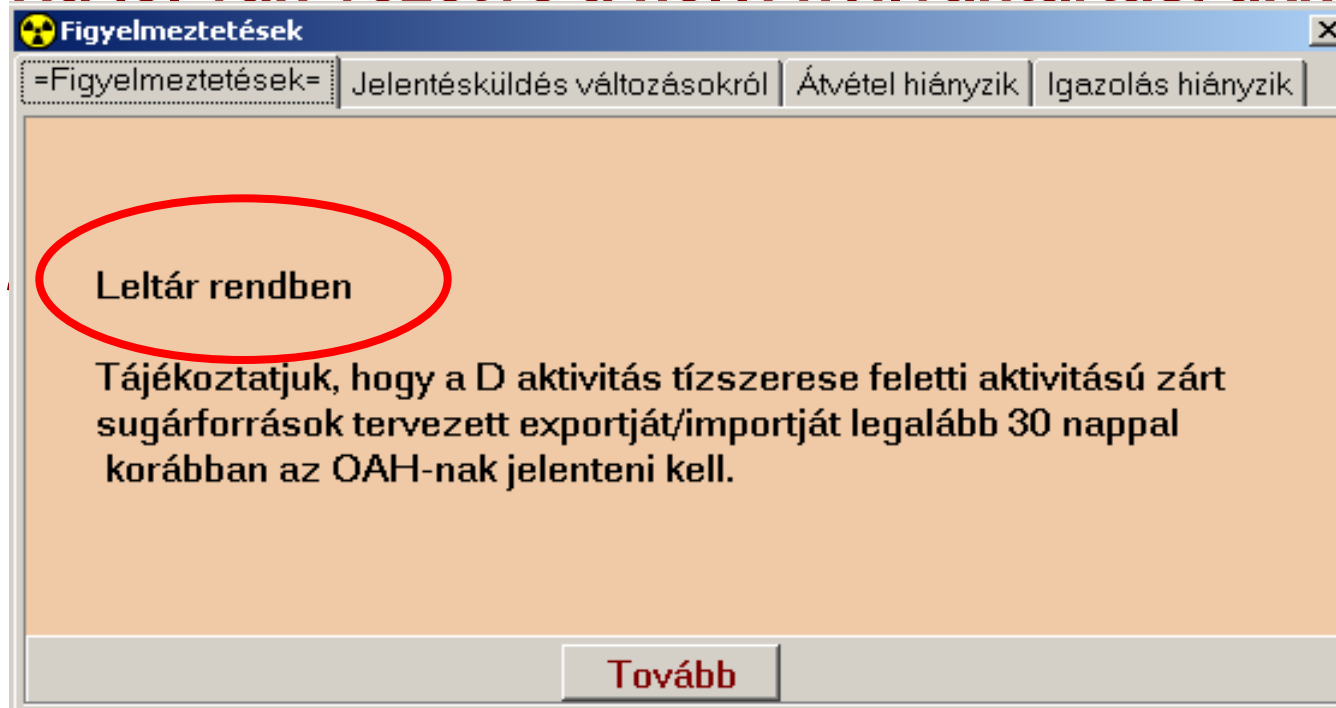 Figyelmeztetések
=Figyelmeztetések= Jelentésküldés változásokról Átvétel hiányzik Igazolás hiányzik
Leltár rendben
Tájékoztatjuk, hogy a D aktivitás tízszerese feletti aktivitású zárt
sugárforrások tervezett exportját/importját legalább 30 nappal
korábban az OAH-nak jelenteni kell.
Tovább